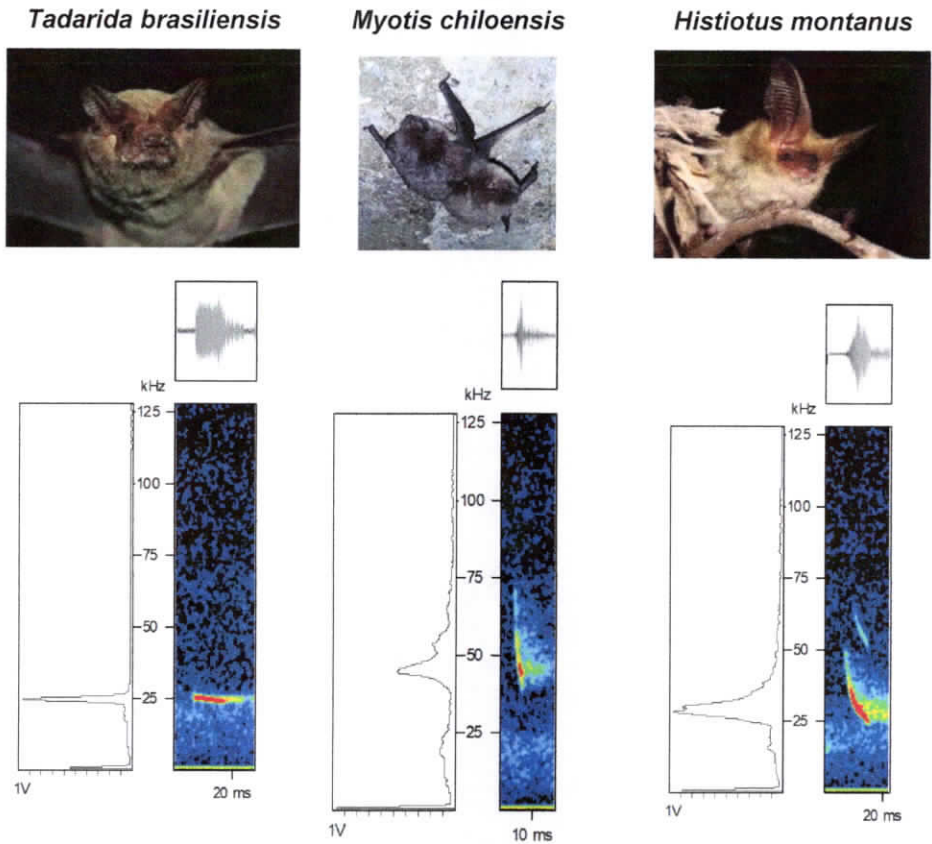 Tadarida brasiliensis
Myotis chiloensis
Histiotus montanus
kHz
125
100
75
50
25
1V
20 ms
kHz
125
100
75
50
25
1V
10 ms
kHz
125
100
75
50
25
1V
20 ms